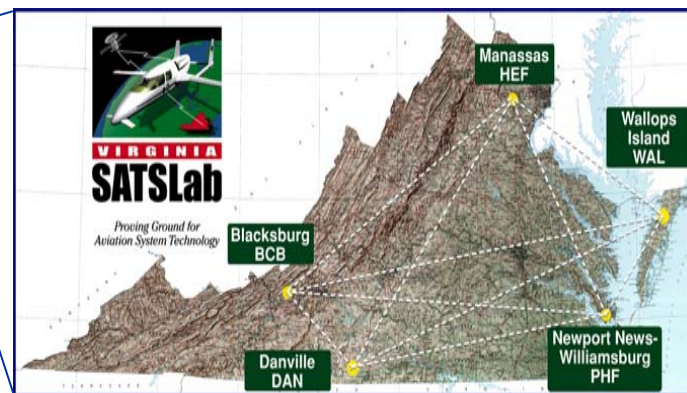 VIRGINIA
SATSLab
Proving Ground for
Aviation System Technology
Manassas
HEF
Wallops
Island
WAL
Blacksburg
BCB
Danville
DAN
Newport News-
Williamsburg
PHF